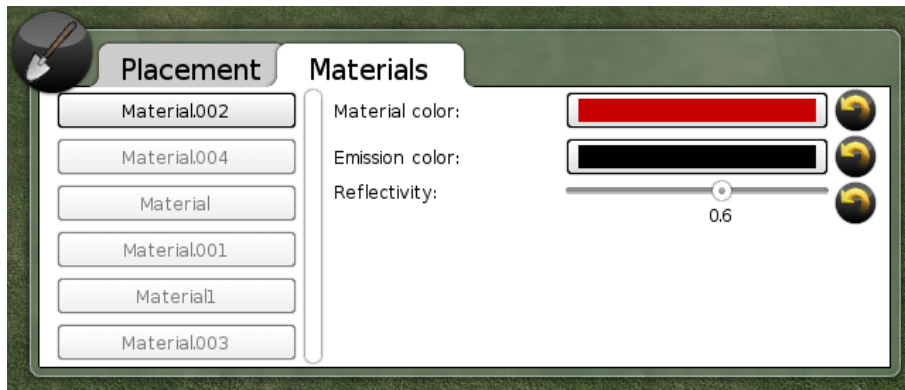 Placement
Materials
Material.002
Material.004
Material
Material.001
Material1
Material.003
Material color:
Emission color:
Reflectivity:
0.6